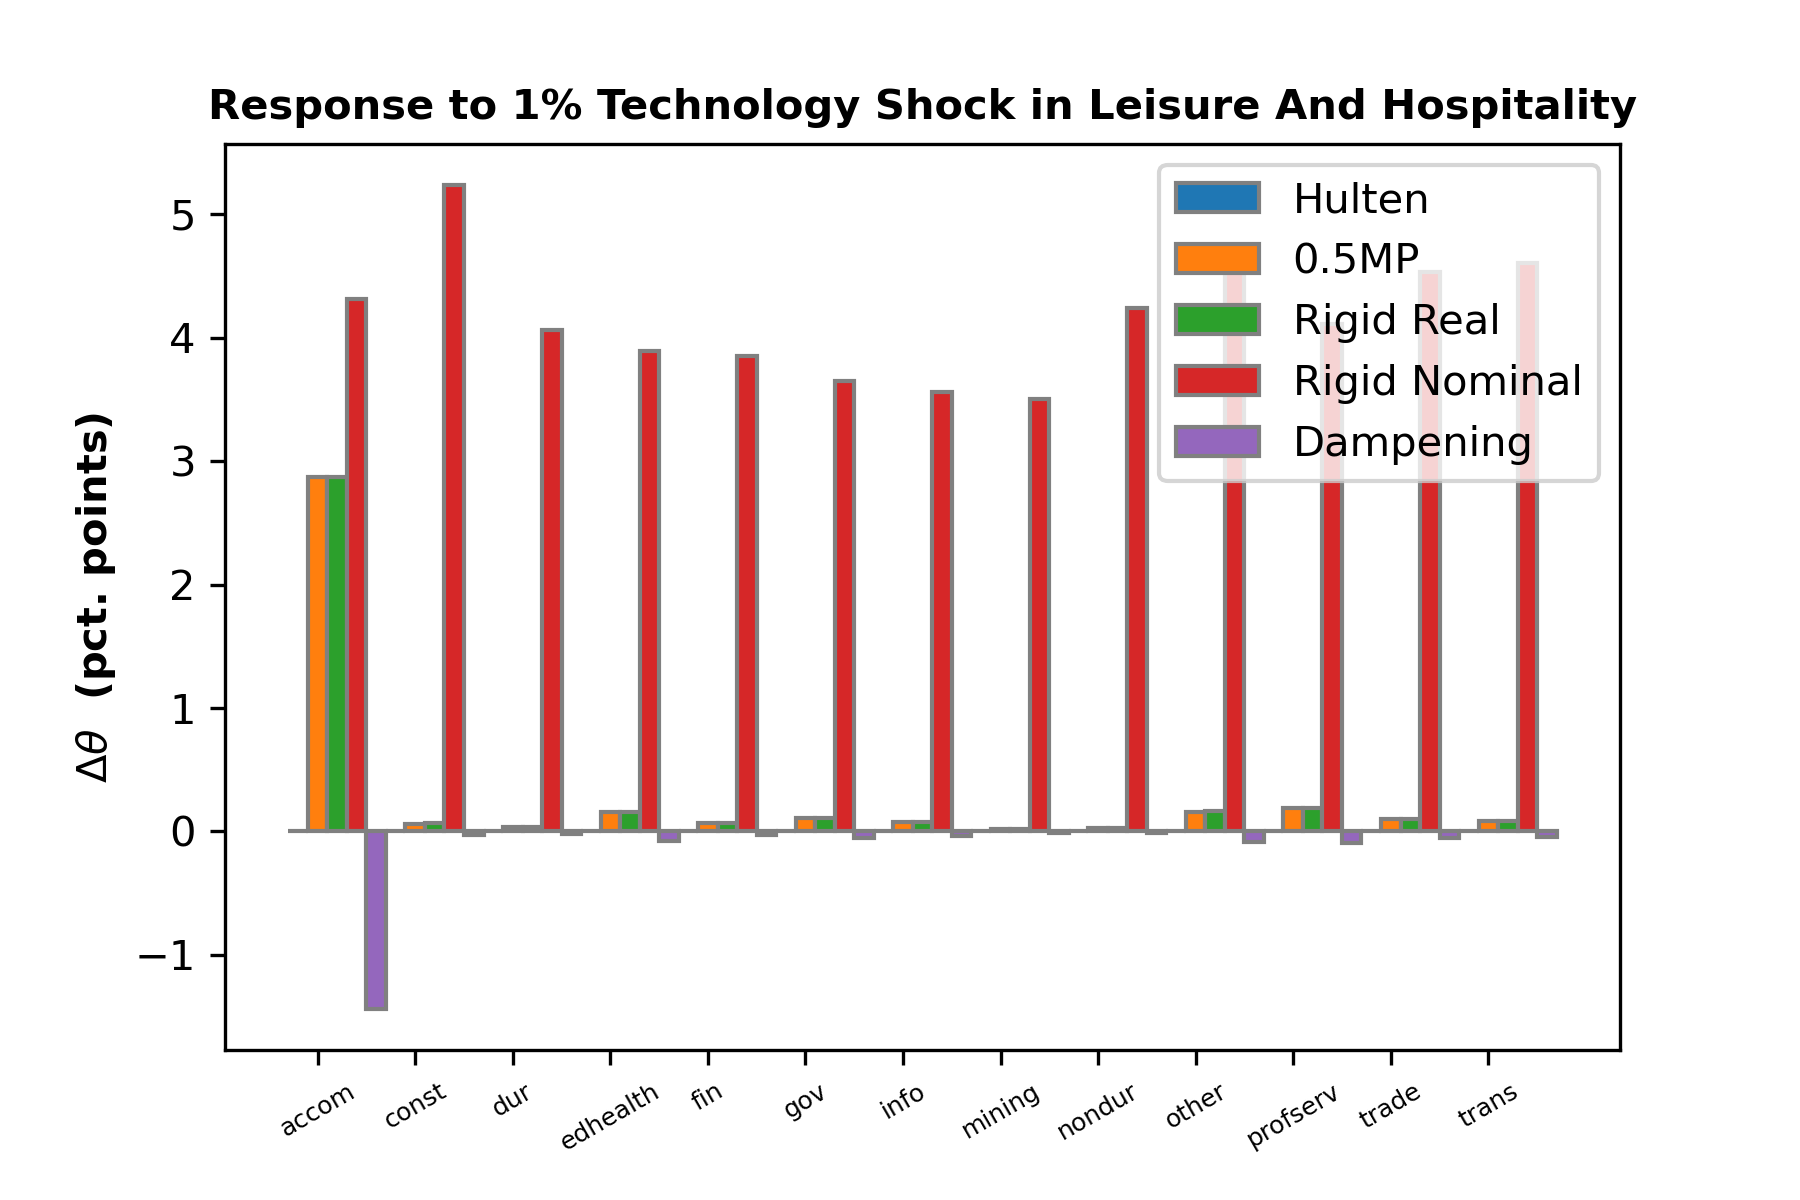 Response to 1% Technology Shock in Leisure And Hospitality
Δθ (pct. points)
5
4
3
2
1
0
−1
Hulten
0.5MP
Rigid Real
Rigid Nominal
Dampening
accom
const
dur
edhealth
fin
gov
info
mining
nondur
other
profserv
trade
trans